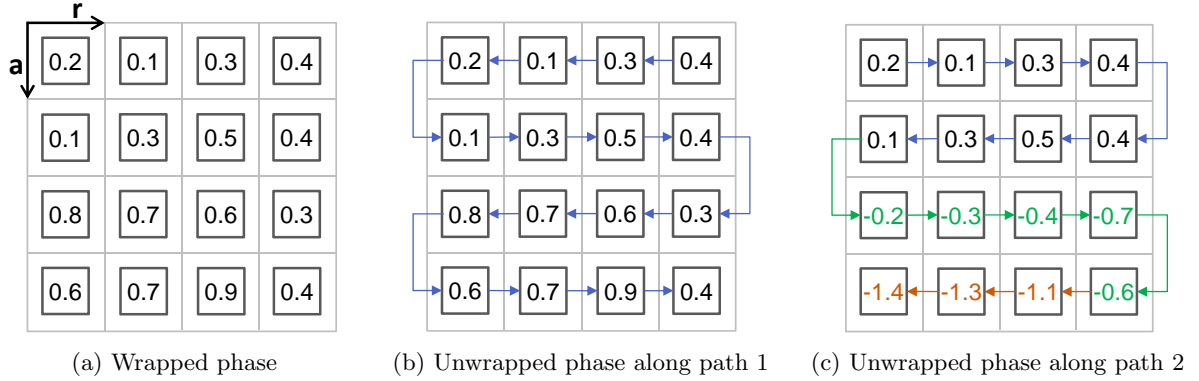 r
a
0.2 0.1 0.3 0.4
0.1 0.3 0.5 0.4
0.8 0.7 0.6 0.3
0.6 0.7 0.9 0.4
(a) Wrapped phase
0.2 0.1 0.3 0.4
0.1 0.3 0.5 0.4
0.8 0.7 0.6 0.3
0.6 0.7 0.9 0.4
(b) Unwrapped phase along path 1
0.2 0.1 0.3 0.4
0.1 0.3 0.5 0.4
-0.2 -0.3 -0.4 -0.7
-1.4 -1.3 -1.1 -0.6
(c) Unwrapped phase along path 2